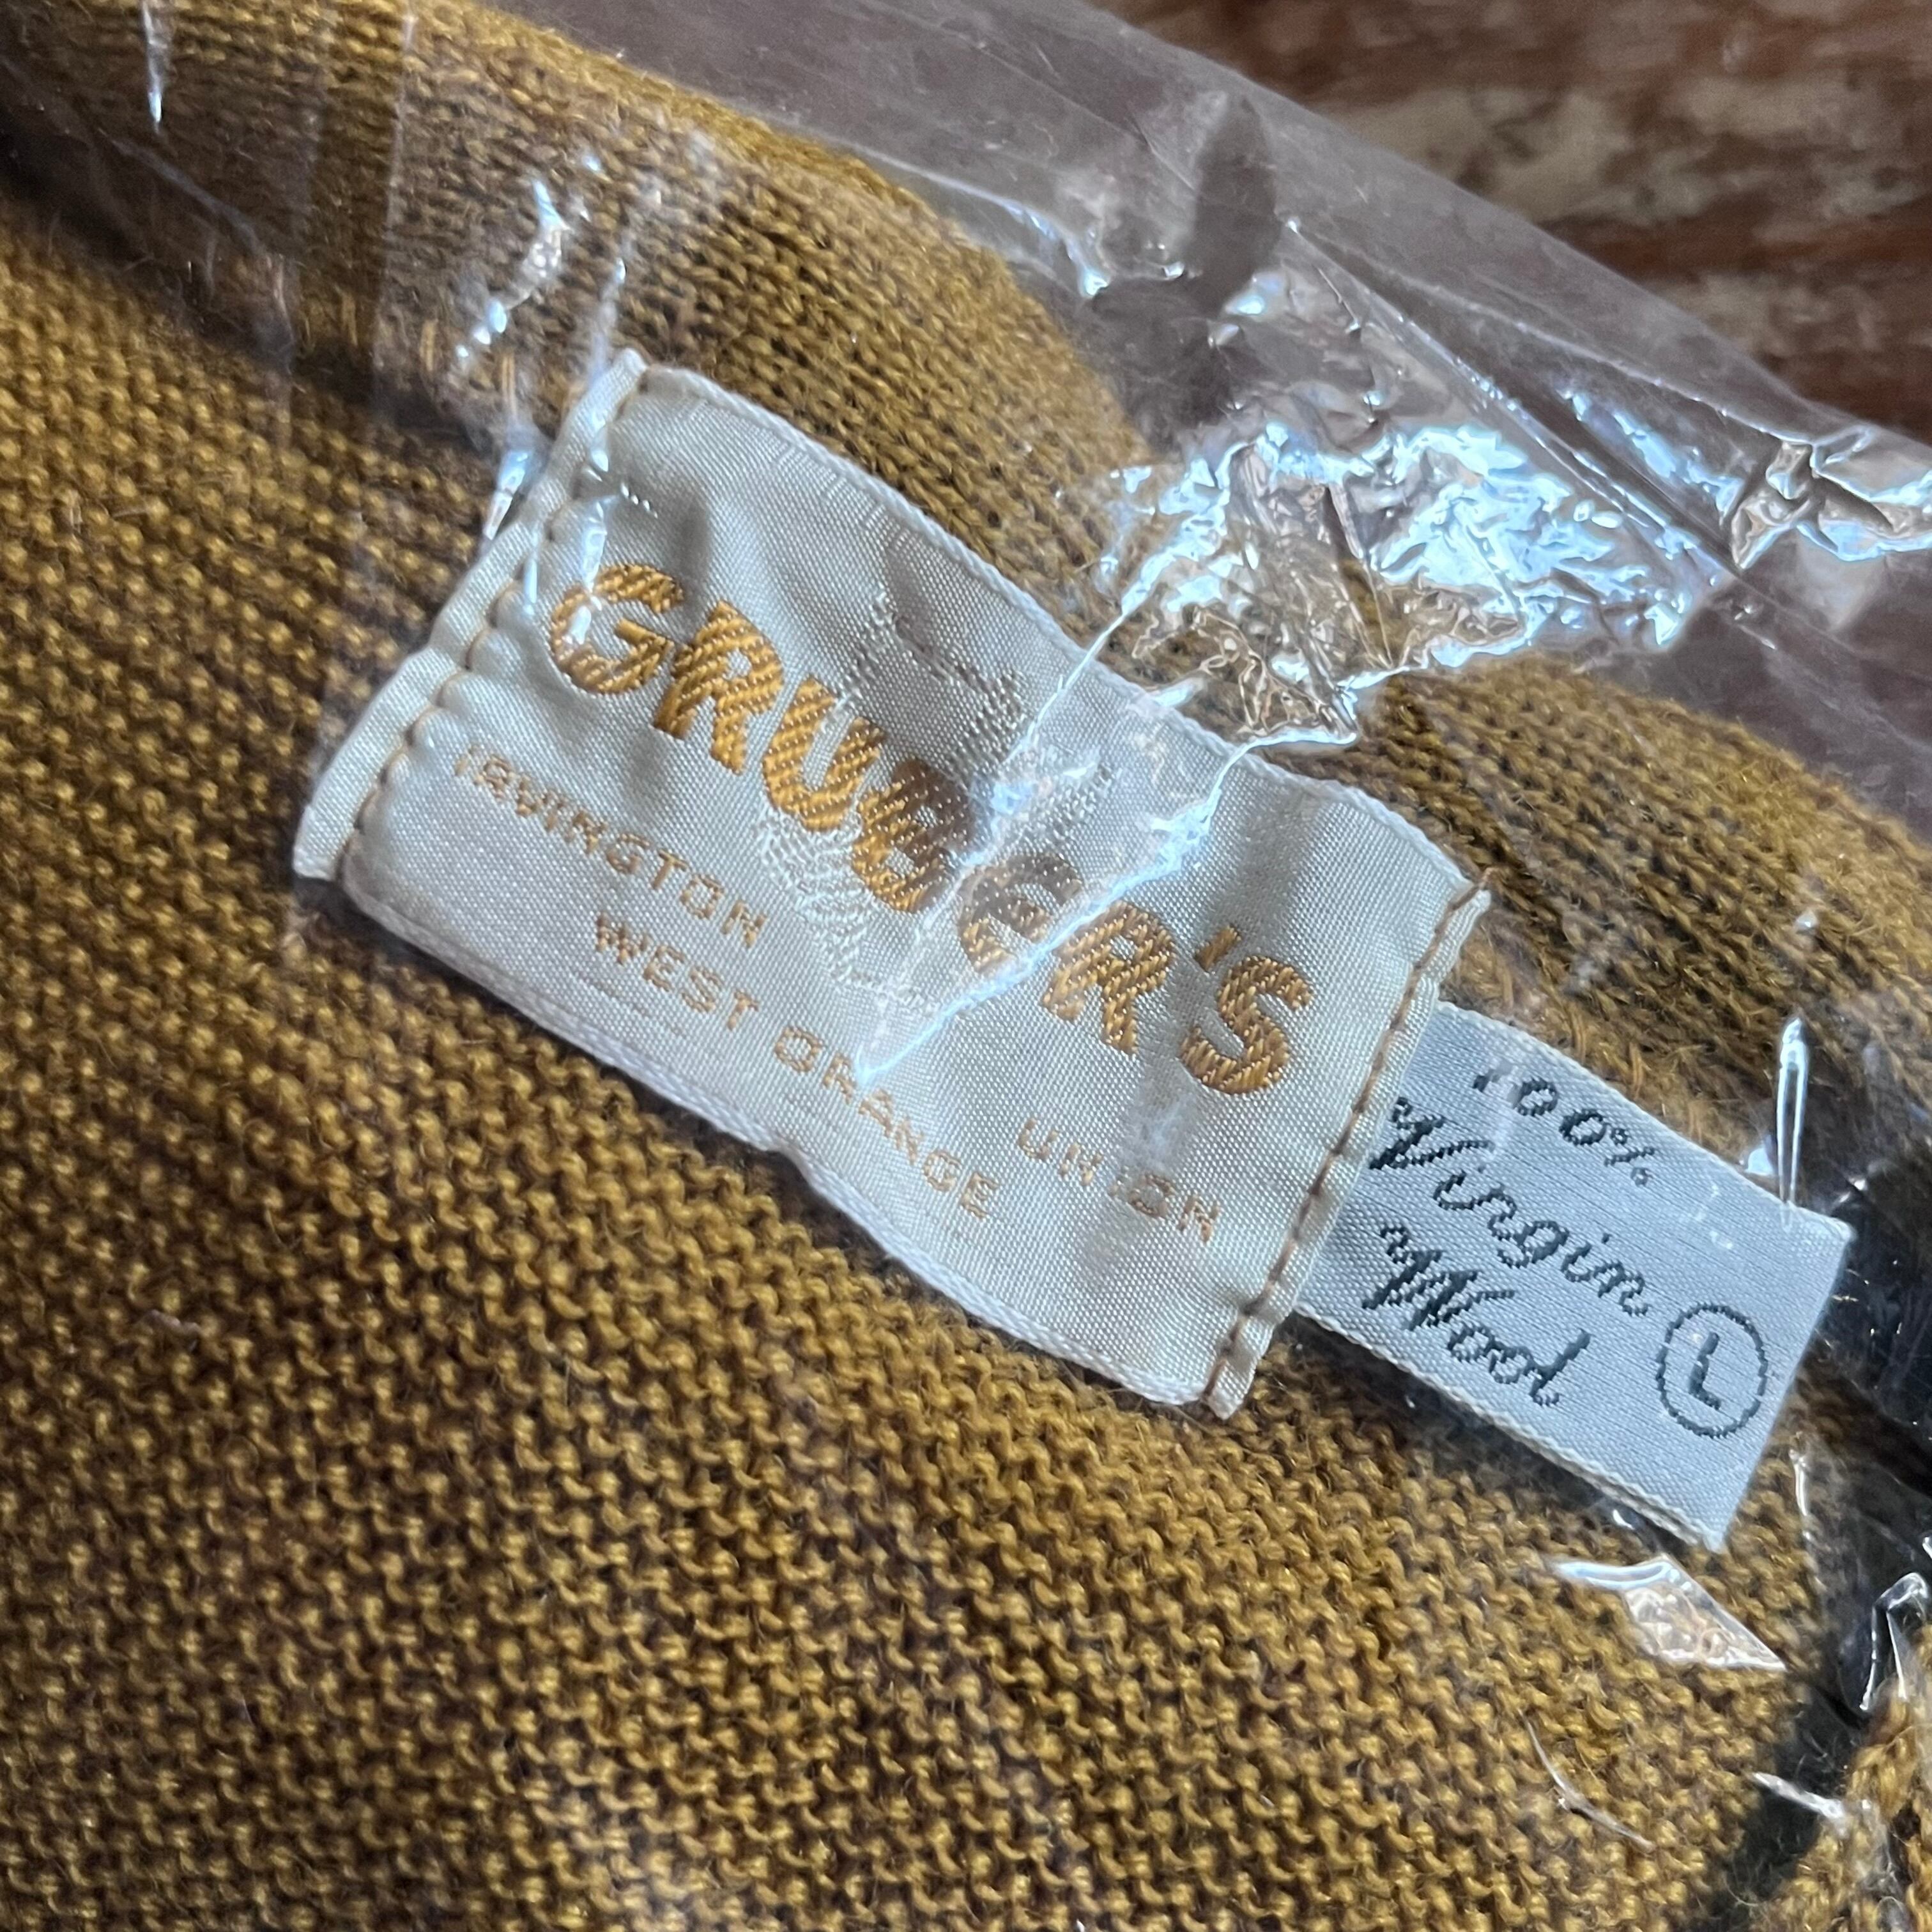 GRUBER'S
IRVINGTON UNION
WEST ORANGE
100%
Virgin
Wool
L